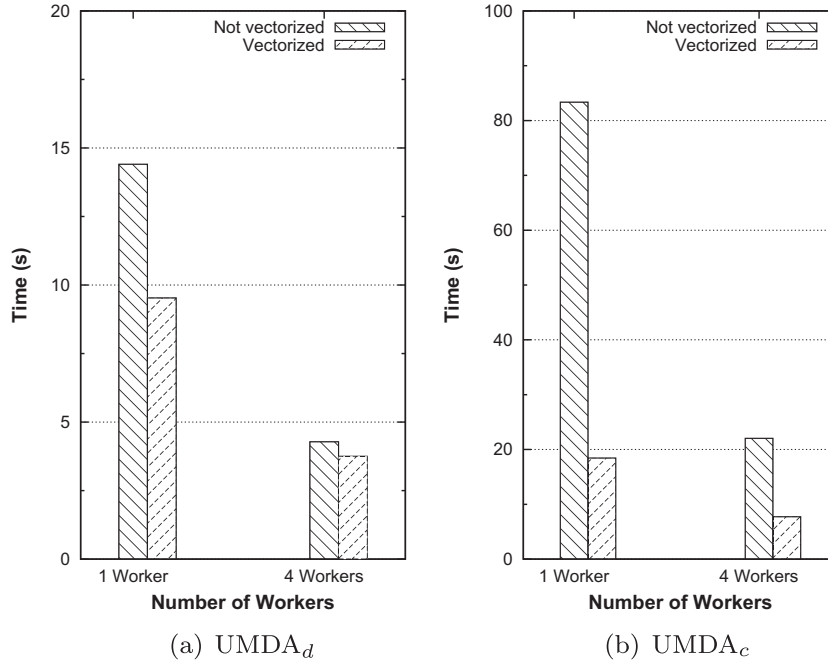 20
15
10
5
0
Time (s)
Not vectorized
Vectorized
1 Worker 4 Workers
Number of Workers
(a) UMDA_d
100
80
60
40
20
0
Time (s)
Not vectorized
Vectorized
1 Worker 4 Workers
Number of Workers
(b) UMDA_c